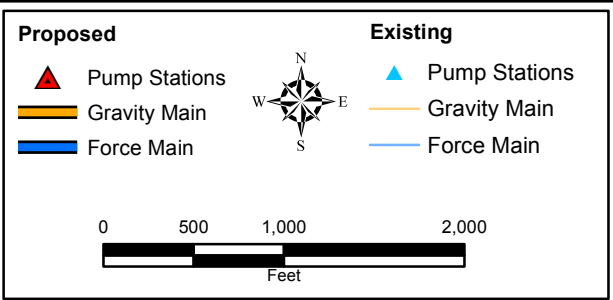 Proposed
Pump Stations
Gravity Main
Force Main
N
W E
S
Existing
Pump Stations
Gravity Main
Force Main
0 500 1,000 2,000
Feet